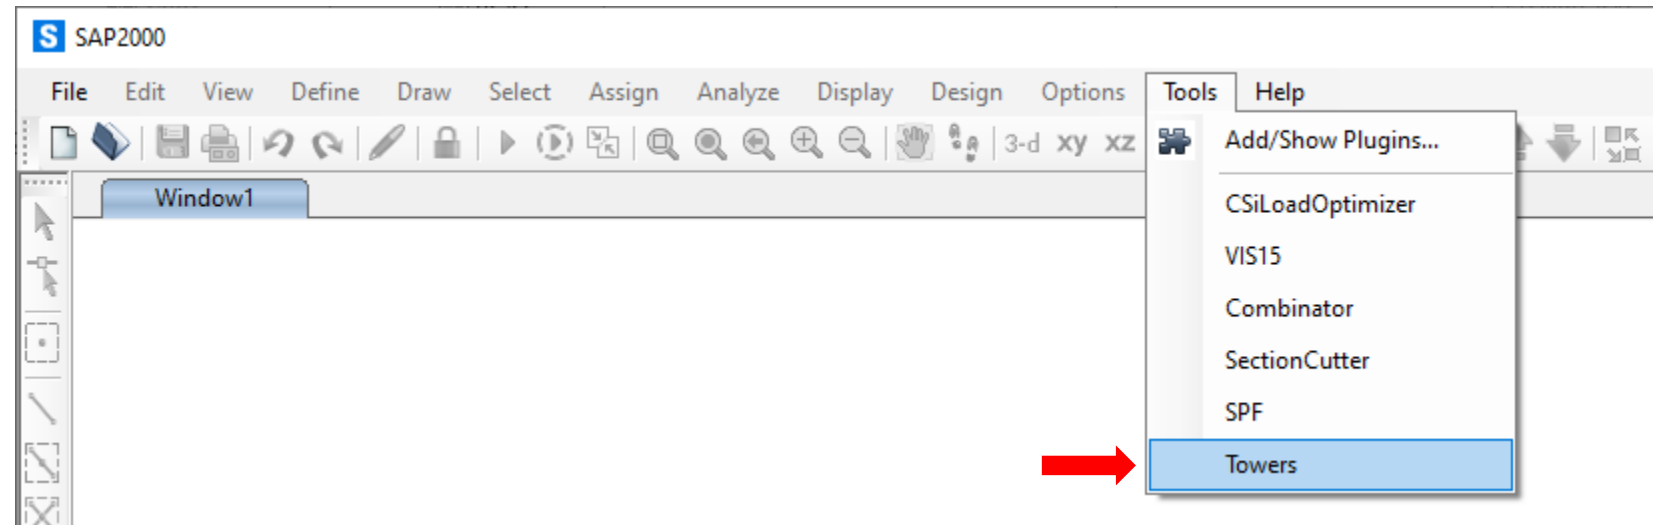 S SAP2000
File Edit View Define Draw Select Assign Analyze Display Design Options Tools Help
3-d xy xz
Add/Show Plugins...
Window1
CSiLoadOptimizer
VIS15
Combinator
SectionCutter
SPF
Towers